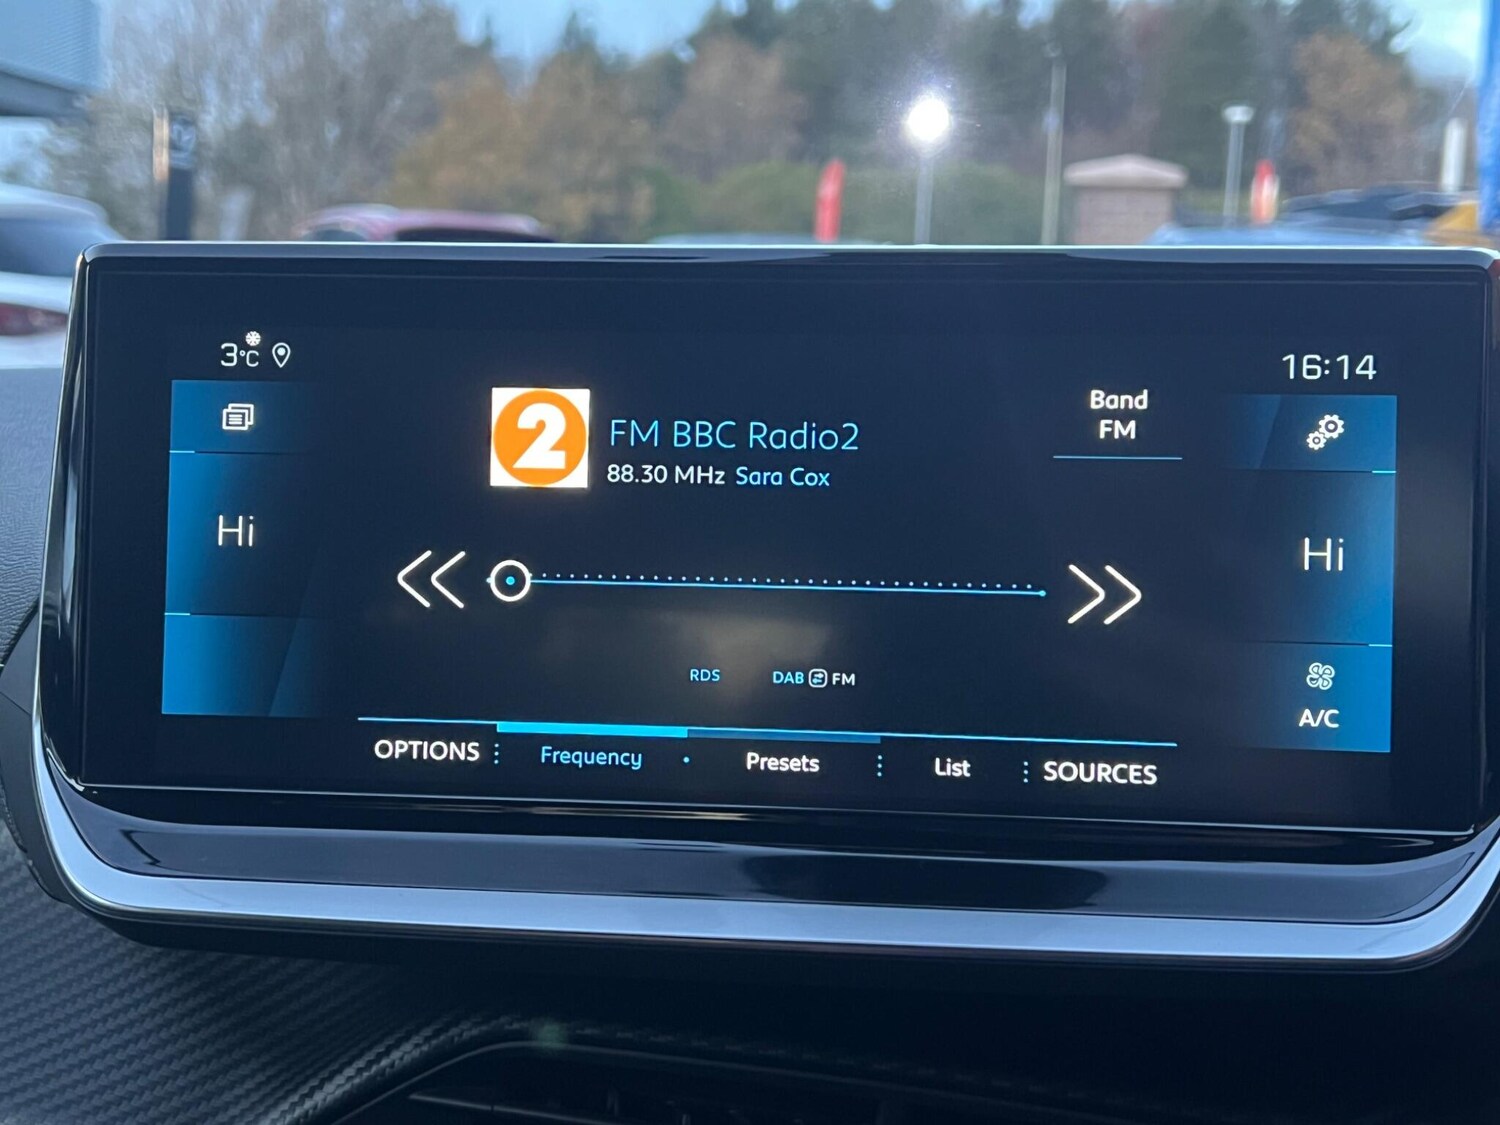 3°C
16:14
2
FM BBC Radio2
88.30 MHz Sara Cox
Band
FM
Hi
Hi
RDS
DAB FM
A/C
OPTIONS
Frequency
Presets
List
SOURCES